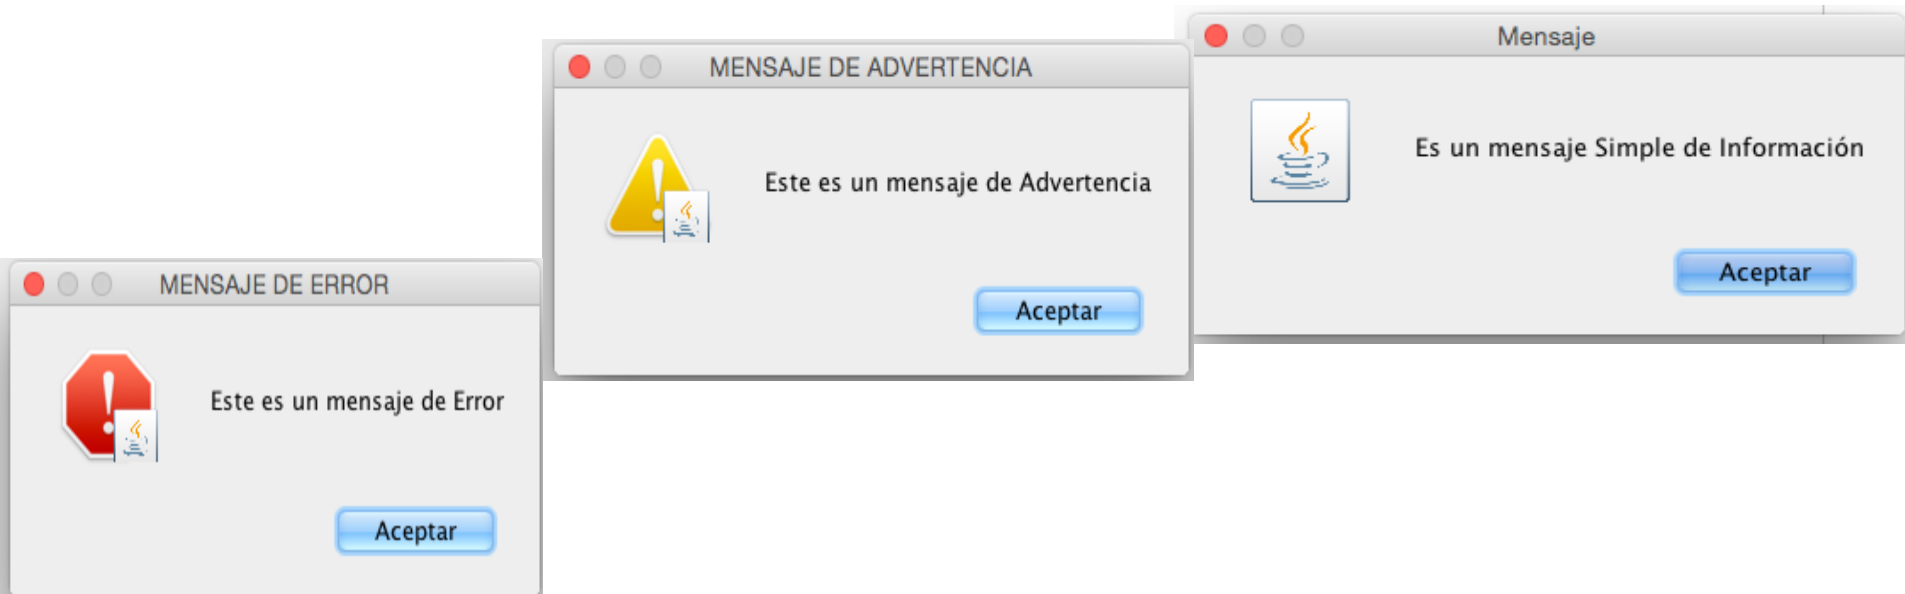 MENSAJE DE ERROR
Este es un mensaje de Error
Aceptar
MENSAJE DE ADVERTENCIA
Este es un mensaje de Advertencia
Aceptar
Mensaje
Es un mensaje Simple de Información
Aceptar